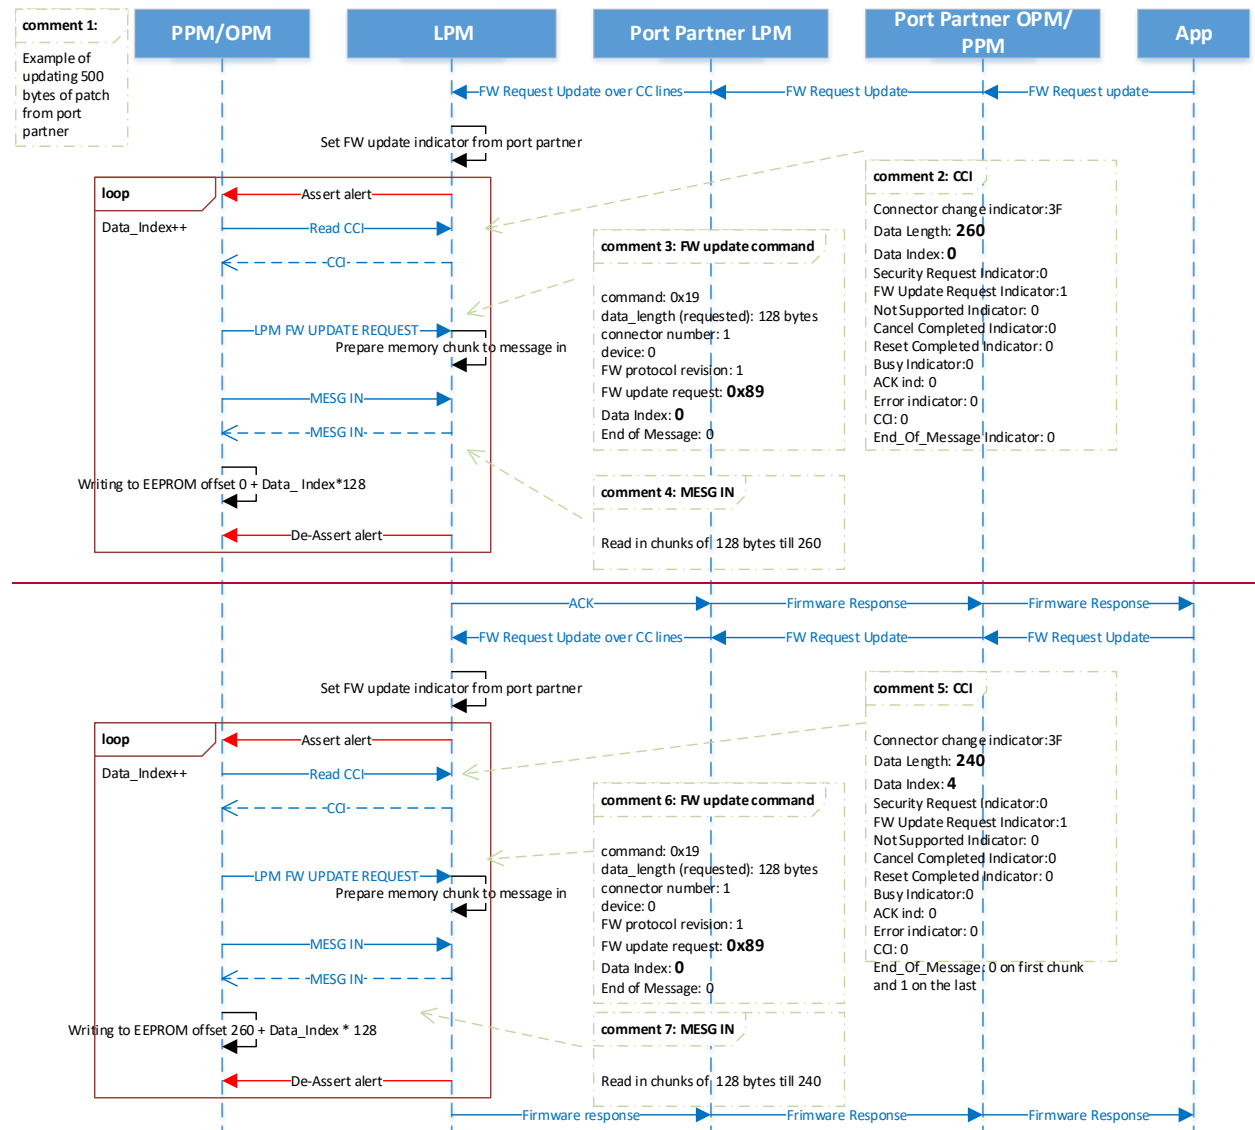 comment 1:
Example of
updating 500
bytes of patch
from port
partner
PPM/OPM
LPM
Port Partner LPM
Port Partner OPM/
PPM
App
FW Request Update over CC lines
FW Request Update
FW Request update
Set FW update indicator from port partner
loop
Data_Index++
Assert alert
Read CCI
CCI
LPM FW UPDATE REQUEST
Prepare memory chunk to message in
MESG IN
MESG IN
Writing to EEPROM offset 0 + Data_ Index*128
De-Assert alert
comment 2: CCI
Connector change indicator:3F
Data Length: 260
Data Index: 0
Security Request Indicator:0
FW Update Request Indicator:1
Not Supported Indicator: 0
Cancel Completed Indicator:0
Reset Completed Indicator: 0
Busy Indicator:0
ACK ind: 0
Error indicator: 0
CCI: 0
End_Of_Message Indicator: 0
comment 3: FW update command
command: 0x19
data_length (requested): 128 bytes
connector number: 1
device: 0
FW protocol revision: 1
FW update request: 0x89
Data Index: 0
End of Message: 0
comment 4: MESG IN
Read in chunks of 128 bytes till 260
ACK
Firmware Response
Firmware Response
FW Request Update over CC lines
FW Request Update
FW Request Update
Set FW update indicator from port partner
loop
Data_Index++
Assert alert
Read CCI
CCI
LPM FW UPDATE REQUEST
Prepare memory chunk to message in
MESG IN
MESG IN
Writing to EEPROM offset 260 + Data_Index * 128
De-Assert alert
comment 5: CCI
Connector change indicator:3F
Data Length: 240
Data Index: 4
Security Request Indicator:0
FW Update Request Indicator:1
Not Supported Indicator: 0
Cancel Completed Indicator:0
Reset Completed Indicator: 0
Busy Indicator:0
ACK ind: 0
Error indicator: 0
CCI: 0
End_Of_Message: 0 on first chunk
and 1 on the last
comment 6: FW update command
command: 0x19
data_length (requested): 128 bytes
connector number: 1
device: 0
FW protocol revision: 1
FW update request: 0x89
Data Index: 0
End of Message: 0
comment 7: MESG IN
Read in chunks of 128 bytes till 240
Firmware response
Firmware Response
Firmware Response